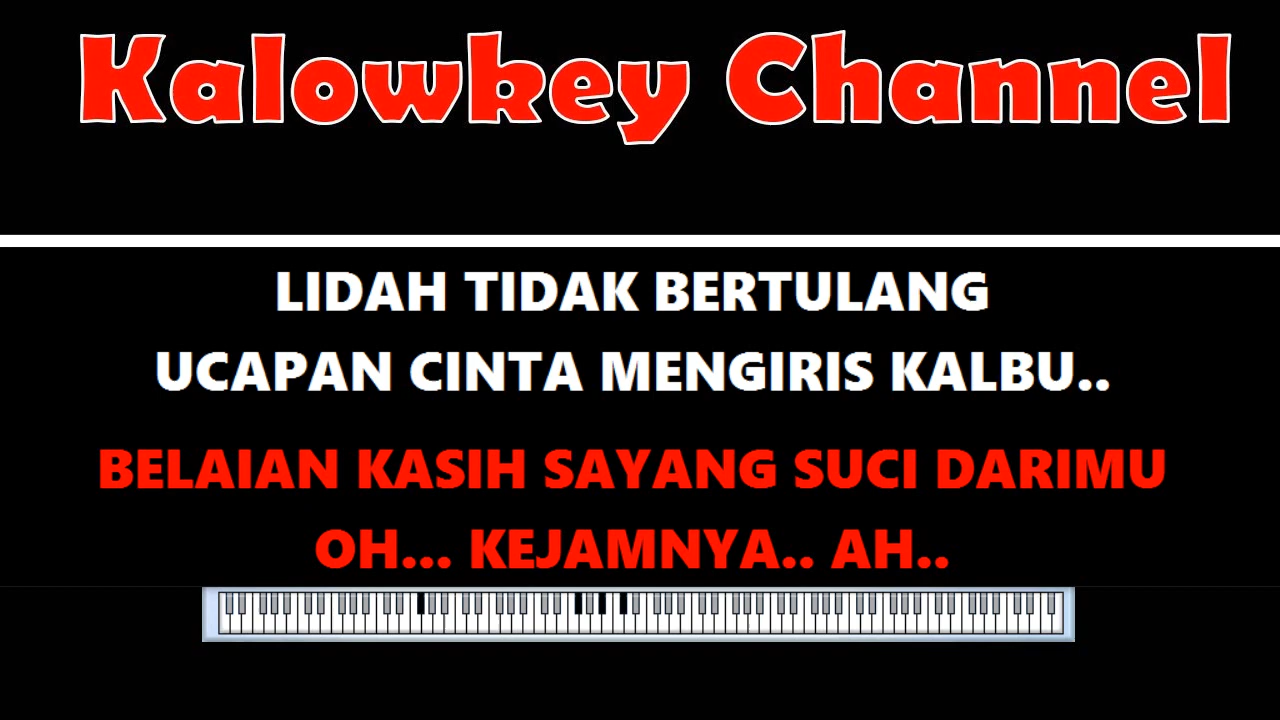 Kalowkey Channel
LIDAH TIDAK BERTULANG
UCAPAN CINTA MENGIRIS KALBU..
BELAIAN KASIH SAYANG SUCI DARIMU
OH... KEJAMNYA.. AH..